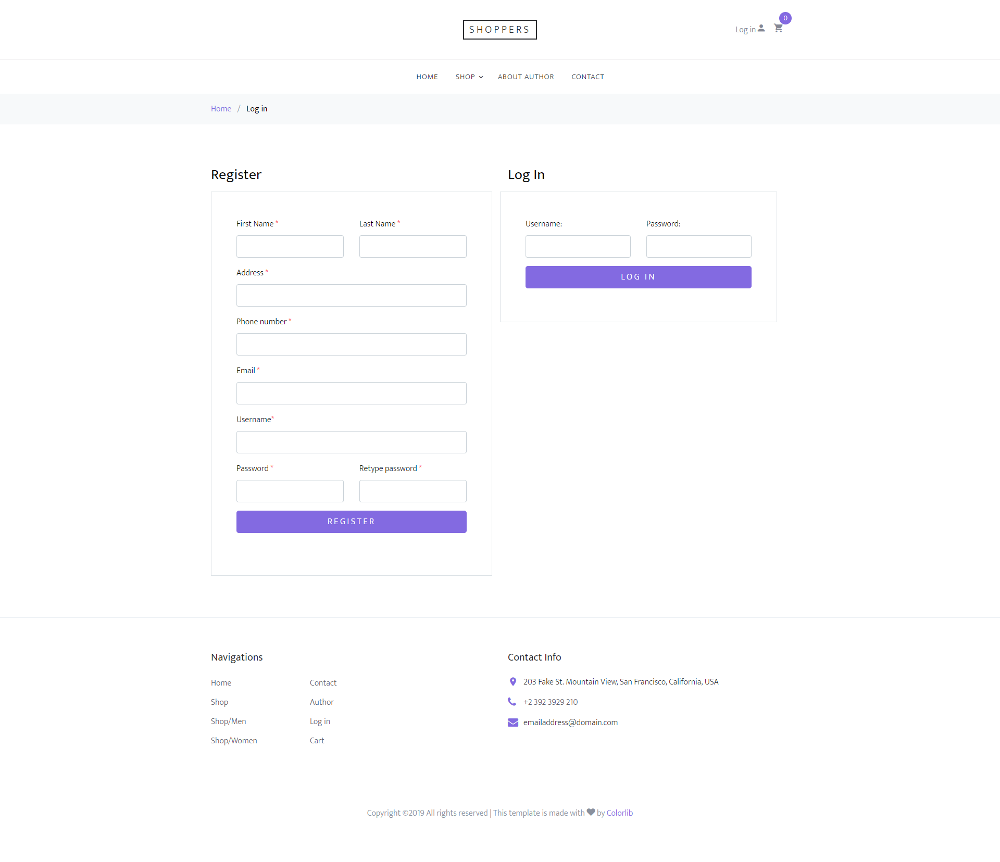 SHOPPERS
Log in
0
HOME SHOP ABOUT AUTHOR CONTACT
Home / Log in
Register
First Name * Last Name *
Address *
Phone number *
Email *
Username*
Password * Retype password *
REGISTER
Log In
Username: Password:
LOG IN
Navigations
Home
Shop
Shop/Men
Shop/Women
Contact
Author
Log in
Cart
Contact Info
203 Fake St. Mountain View, San Francisco, California, USA
+2 392 3929 210
emailaddress@domain.com
Copyright ©2019 All rights reserved | This template is made with by Colorlib